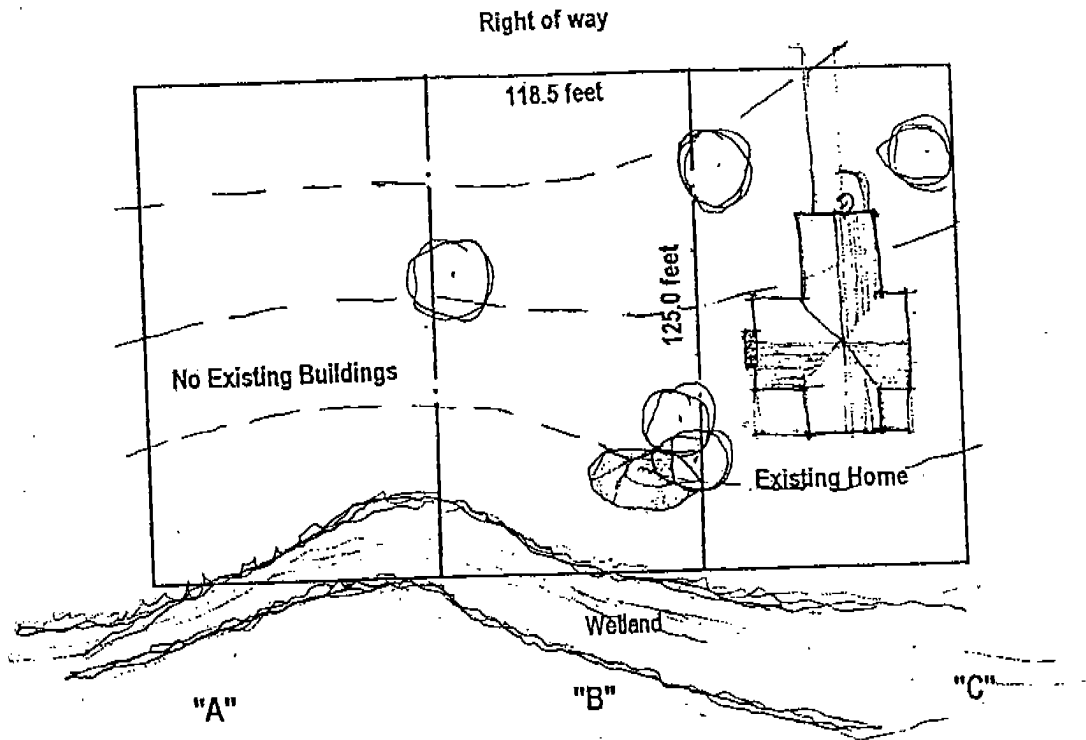 Right of way
118.5 feet
125.0 feet
No Existing Buildings
Existing Home
Wetland
"A"
"B"
"C"